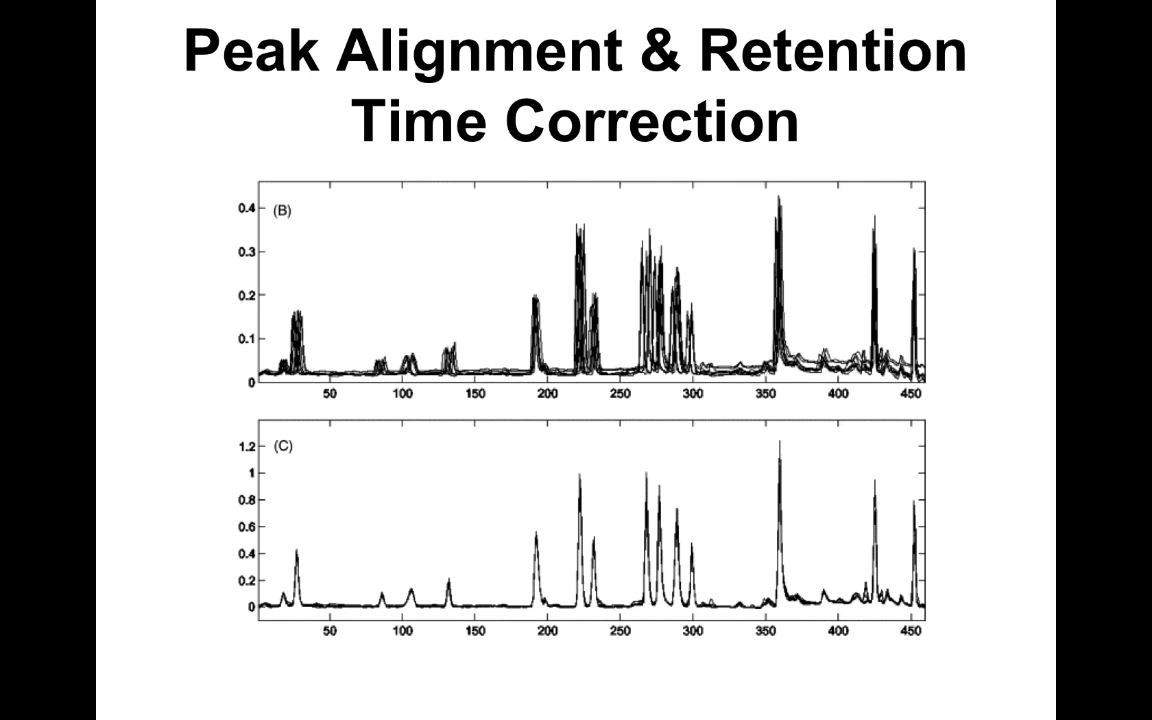 Peak Alignment & Retention
Time Correction
(B)
0.4
0.3
0.2
0.1
0
50 100 150 200 250 300 350 400 450
(C)
1.2
1
0.8
0.6
0.4
0.2
0
50 100 150 200 250 300 350 400 450